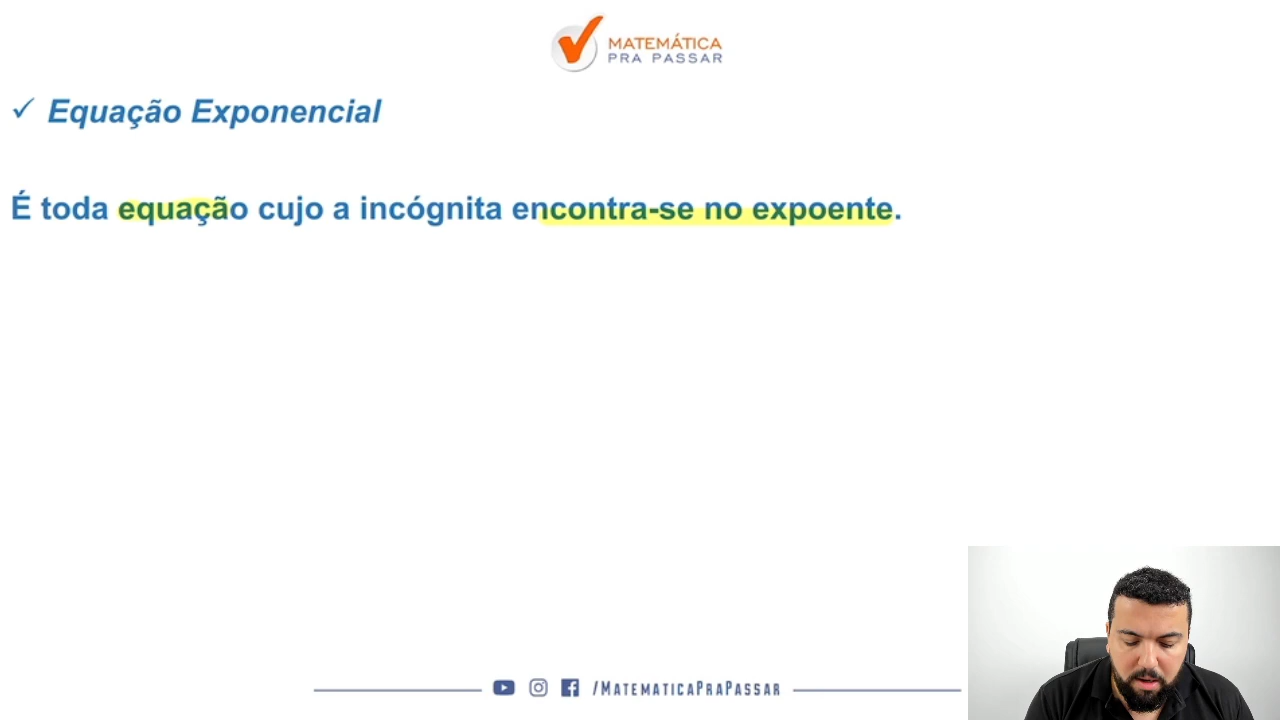 MATEMÁTICA
PRA PASSAR
Equação Exponencial
É toda equação cujo a incógnita encontra-se no expoente.
/MATEMATICAPRAPASSAR